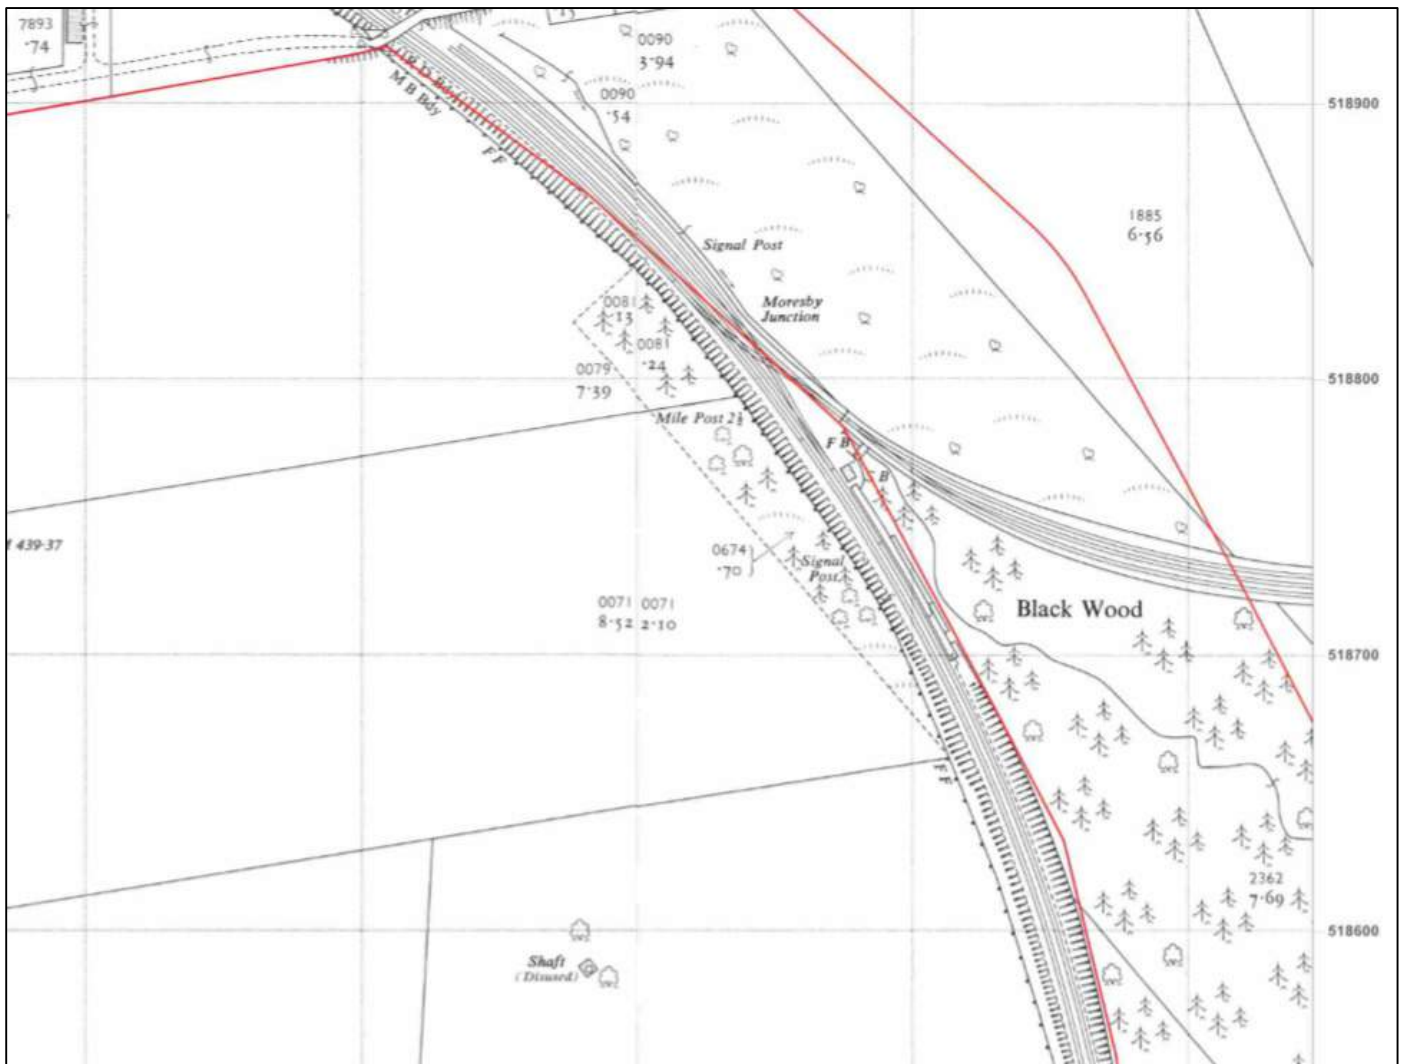 7893
·74
0090
3·94
0090
·54
518900
R D Bdy
M B Bdy
F F
1885
6·56
Signal Post
Moresby
Junction
0081
·13
0081
·24
0079
7·39
518800
Mile Post 2½
F B
S B
f 439·37
0674
·70
Signal
Post
0071 0071
8·52 2·10
Black Wood
518700
F F
2362
7·69
518600
Shaft
(Disused)